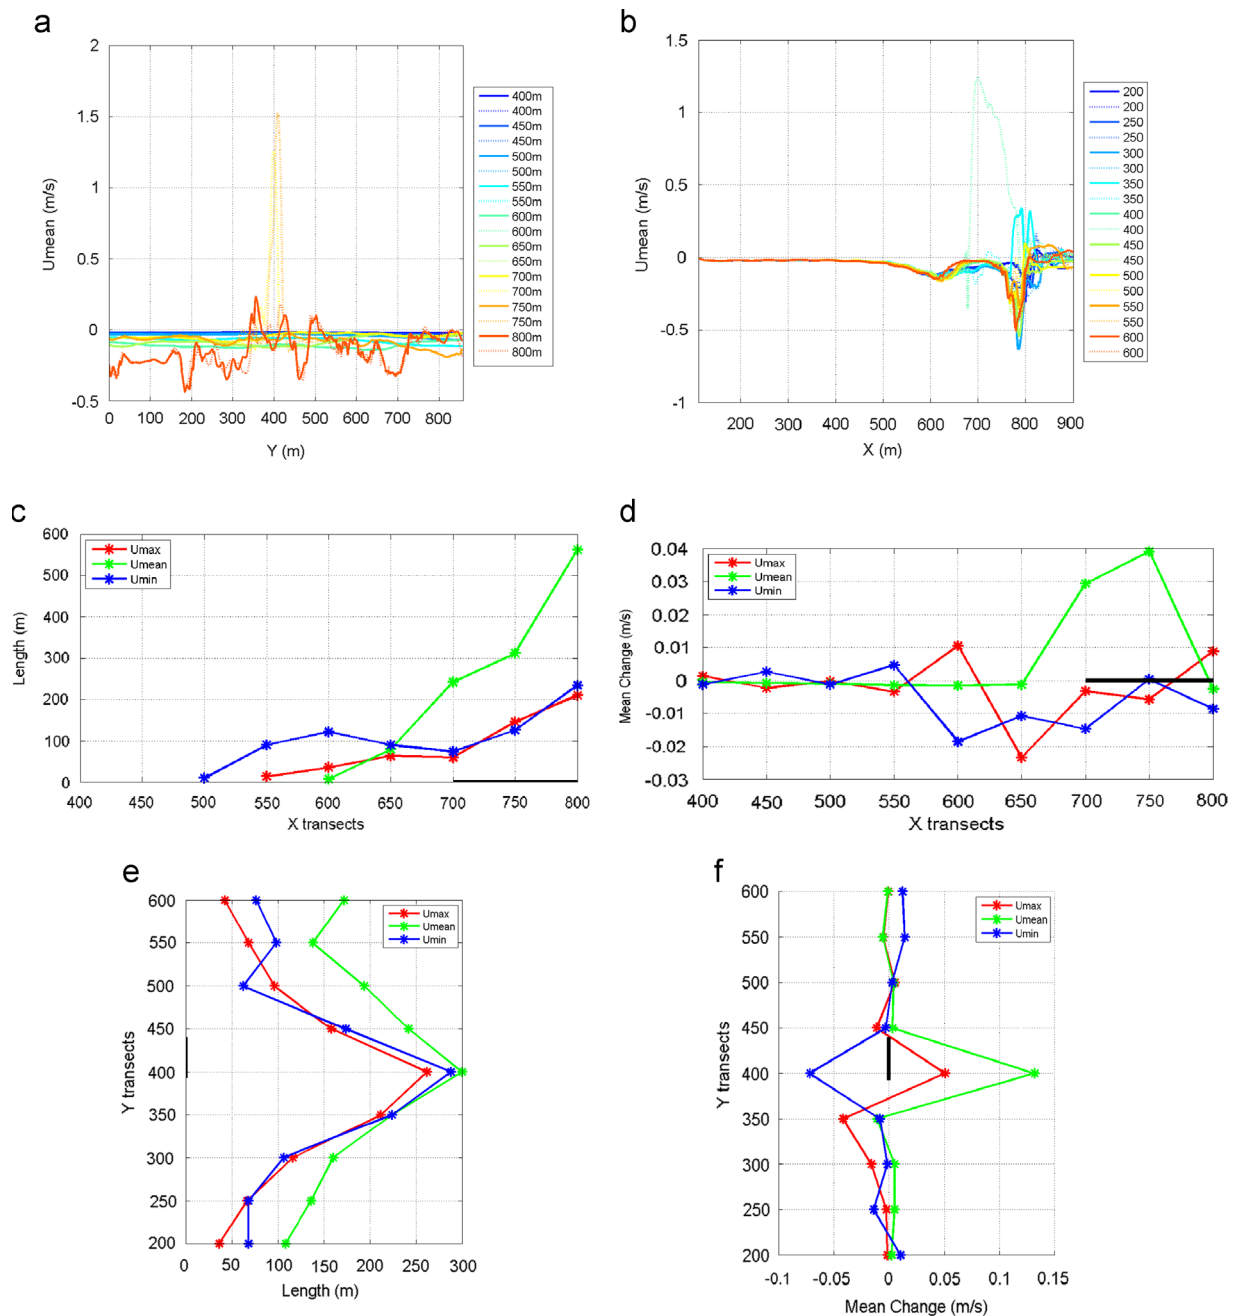 a
2
1.5
1
0.5
0
-0.5
Umean (m/s)
0 100 200 300 400 500 600 700 800
Y (m)
400m
400m
450m
450m
500m
500m
550m
550m
600m
600m
650m
650m
700m
700m
750m
750m
800m
800m
b
1.5
1
0.5
0
-0.5
-1
Umean (m/s)
200 300 400 500 600 700 800 900
X (m)
200
200
250
250
300
300
350
350
400
400
450
450
500
500
550
550
600
600
c
600
500
400
300
200
100
0
Length (m)
400 450 500 550 600 650 700 750 800
X transects
Umax
Umean
Umin
d
0.04
0.03
0.02
0.01
0
-0.01
-0.02
-0.03
Mean Change (m/s)
400 450 500 550 600 650 700 750 800
X transects
Umax
Umean
Umin
e
600
550
500
450
400
350
300
250
200
Y transects
0 50 100 150 200 250 300
Length (m)
Umax
Umean
Umin
f
600
550
500
450
400
350
300
250
200
Y transects
-0.1 -0.05 0 0.05 0.1 0.15
Mean Change (m/s)
Umax
Umean
Umin